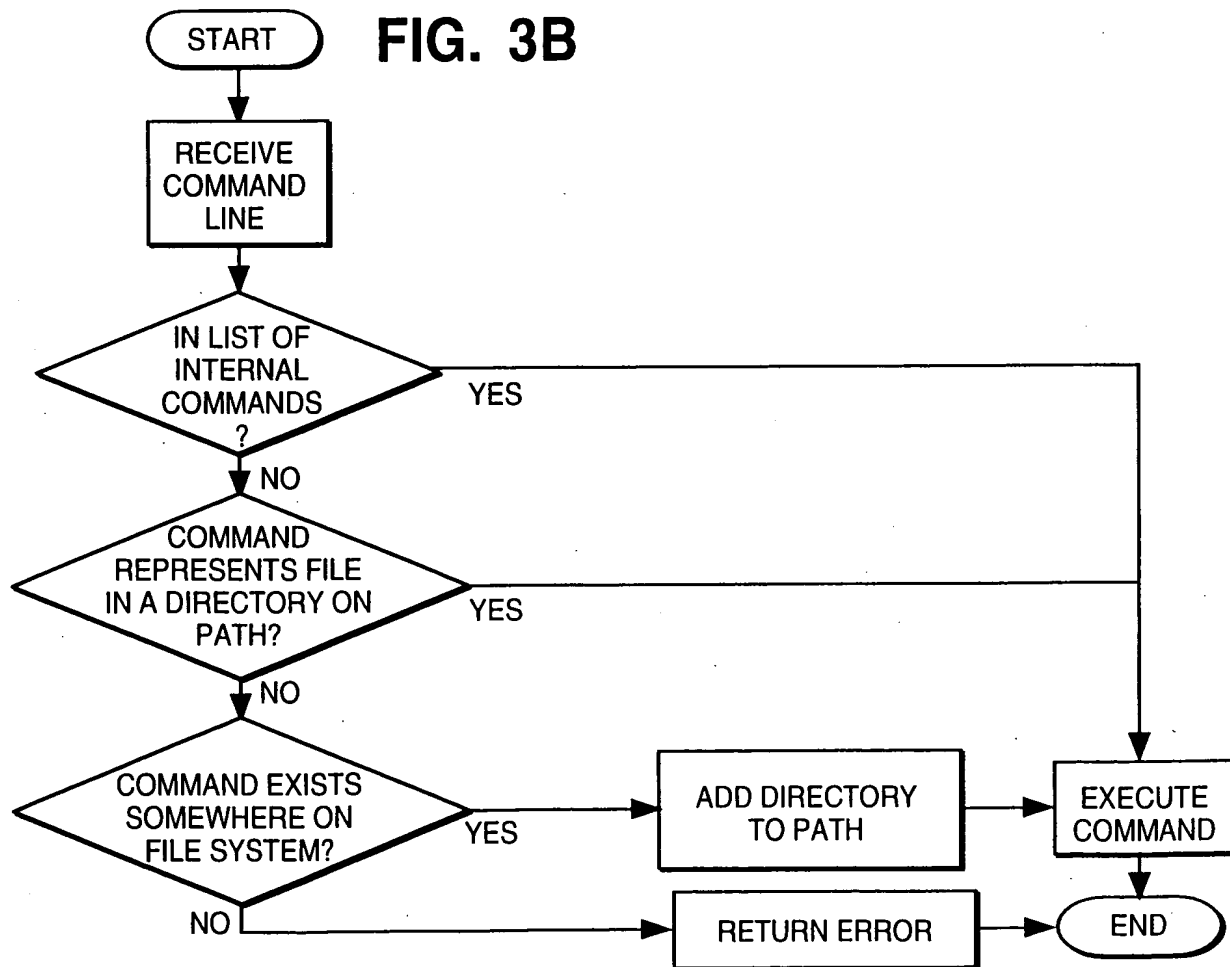 START
FIG. 3B
RECEIVE
COMMAND
LINE
IN LIST OF
INTERNAL
COMMANDS
?
YES
NO
COMMAND
REPRESENTS FILE
IN A DIRECTORY ON
PATH?
YES
NO
COMMAND EXISTS
SOMEWHERE ON
FILE SYSTEM?
YES
ADD DIRECTORY
TO PATH
EXECUTE
COMMAND
NO
RETURN ERROR
END